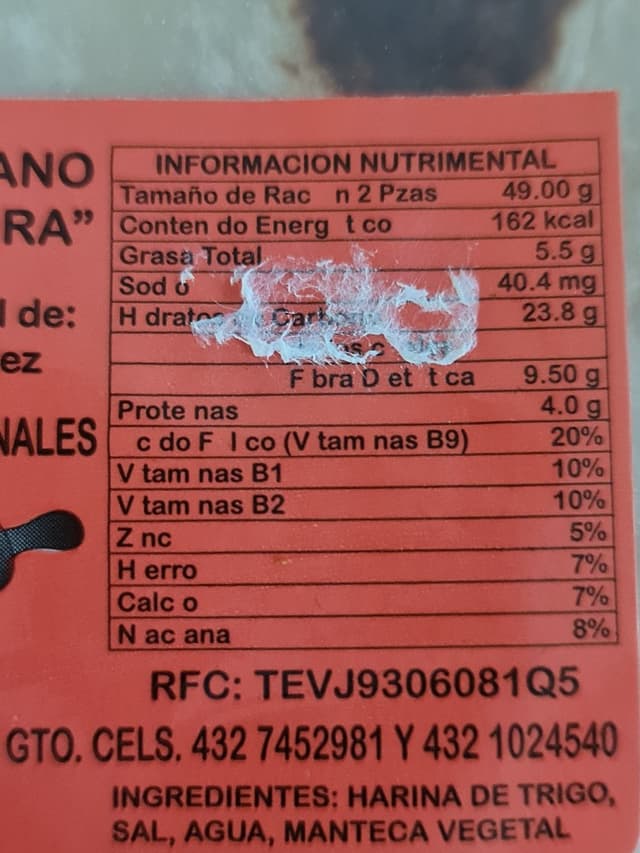 ANO
RA”
l de:
ez
NALES
INFORMACION NUTRIMENTAL
Tamaño de Rac n 2 Pzas 49.00 g
Conten do Energ t co 162 kcal
Grasa Total 5.5 g
Sod o 40.4 mg
H dratos Carbon 23.8 g
F bra D et t ca 9.50 g
Prote nas 4.0 g
c do F l co (V tam nas B9) 20%
V tam nas B1 10%
V tam nas B2 10%
Z nc 5%
H erro 7%
Calc o 7%
N ac ana 8%
RFC: TEVJ9306081Q5
GTO. CELS. 432 7452981 Y 432 1024540
INGREDIENTES: HARINA DE TRIGO,
SAL, AGUA, MANTECA VEGETAL